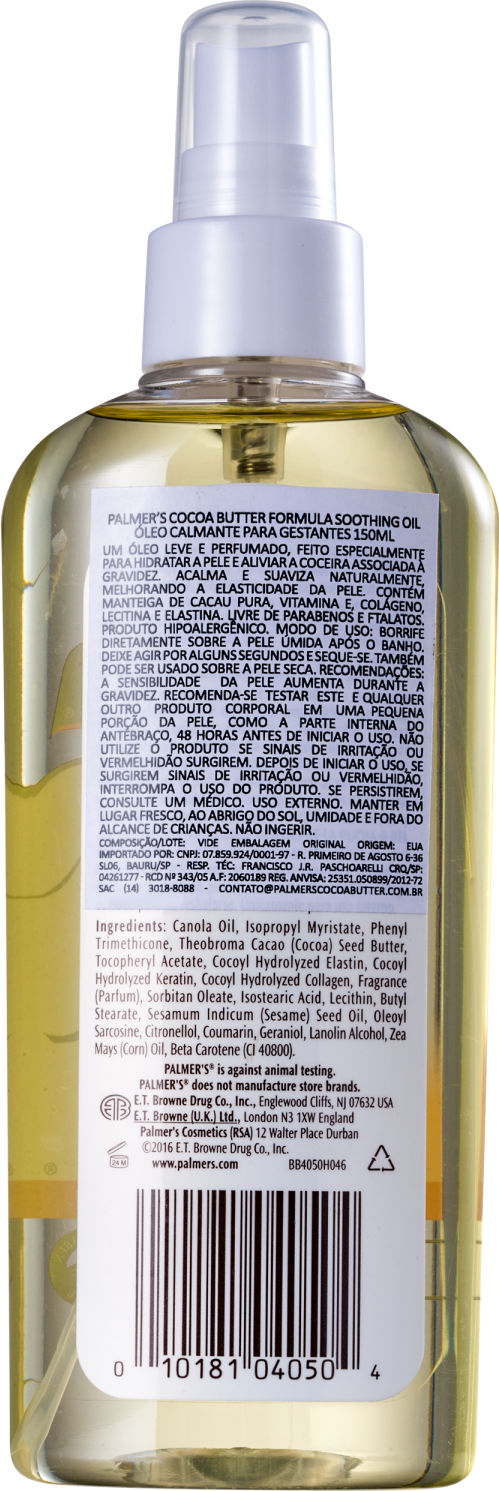 PALMER'S COCOA BUTTER FORMULA SOOTHING OIL
ÓLEO CALMANTE PARA GESTANTES 150ML
UM ÓLEO LEVE E PERFUMADO, FEITO ESPECIALMENTE
PARA HIDRATAR A PELE E ALIVIAR A COCEIRA ASSOCIADA À
GRAVIDEZ. ACALMA E SUAVIZA NATURALMENTE,
MELHORANDO A ELASTICIDADE DA PELE. CONTÉM
MANTEIGA DE CACAU PURA, VITAMINA E, COLÁGENO,
LECITINA E ELASTINA. LIVRE DE PARABENOS E FTALATOS.
PRODUTO HIPOALERGÊNICO. MODO DE USO: BORRIFE
DIRETAMENTE SOBRE A PELE ÚMIDA APÓS O BANHO.
DEIXE AGIR POR ALGUNS SEGUNDOS E SEQUE-SE. TAMBÉM
PODE SER USADO SOBRE A PELE SECA. RECOMENDAÇÕES:
A SENSIBILIDADE DA PELE AUMENTA DURANTE A
GRAVIDEZ. RECOMENDA-SE TESTAR ESTE E QUALQUER
OUTRO PRODUTO CORPORAL EM UMA PEQUENA
PORÇÃO DA PELE, COMO A PARTE INTERNA DO
ANTEBRAÇO, 48 HORAS ANTES DE INICIAR O USO. NÃO
UTILIZE O PRODUTO SE SINAIS DE IRRITAÇÃO OU
VERMELHIDÃO SURGIREM. DEPOIS DE INICIAR O USO, SE
SURGIREM SINAIS DE IRRITAÇÃO OU VERMELHIDÃO,
INTERROMPA O USO DO PRODUTO. SE PERSISTIREM,
CONSULTE UM MÉDICO. USO EXTERNO. MANTER EM
LUGAR FRESCO, AO ABRIGO DO SOL, UMIDADE E FORA DO
ALCANCE DE CRIANÇAS. NÃO INGERIR.
COMPOSIÇÃO/LOTE: VIDE EMBALAGEM ORIGINAL ORIGEM: EUA
IMPORTADO POR: CNPJ: 07.859.924/0001-97 - R. PRIMEIRO DE AGOSTO 6-36
SL06, BAURU/SP - RESP. TÉC: FRANCISCO J.R. PASCHOARELLI CRQ/SP:
04261277 - RCD Nº 343/05 A.F: 2060189 REG. ANVISA: 25351.050899/2012-72
SAC (14) 3018-8088 - CONTATO@PALMERSCOCOABUTTER.COM.BR
Ingredients: Canola Oil, Isopropyl Myristate, Phenyl
Trimethicone, Theobroma Cacao (Cocoa) Seed Butter,
Tocopheryl Acetate, Cocoyl Hydrolyzed Elastin, Cocoyl
Hydrolyzed Keratin, Cocoyl Hydrolyzed Collagen, Fragrance
(Parfum), Sorbitan Oleate, Isostearic Acid, Lecithin, Butyl
Stearate, Sesamum Indicum (Sesame) Seed Oil, Oleoyl
Sarcosine, Citronellol, Coumarin, Geraniol, Lanolin Alcohol, Zea
Mays (Corn) Oil, Beta Carotene (CI 40800).
PALMER'S® is against animal testing.
PALMER'S® does not manufacture store brands.
ETB E.T. Browne Drug Co., Inc., Englewood Cliffs, NJ 07632 USA
E.T. Browne (U.K.) Ltd., London N3 1XW England
Palmer's Cosmetics (RSA) 12 Walter Place Durban
©2016 E.T. Browne Drug Co., Inc.
24 M www.palmers.com BB4050H046
0 10181 04050 4